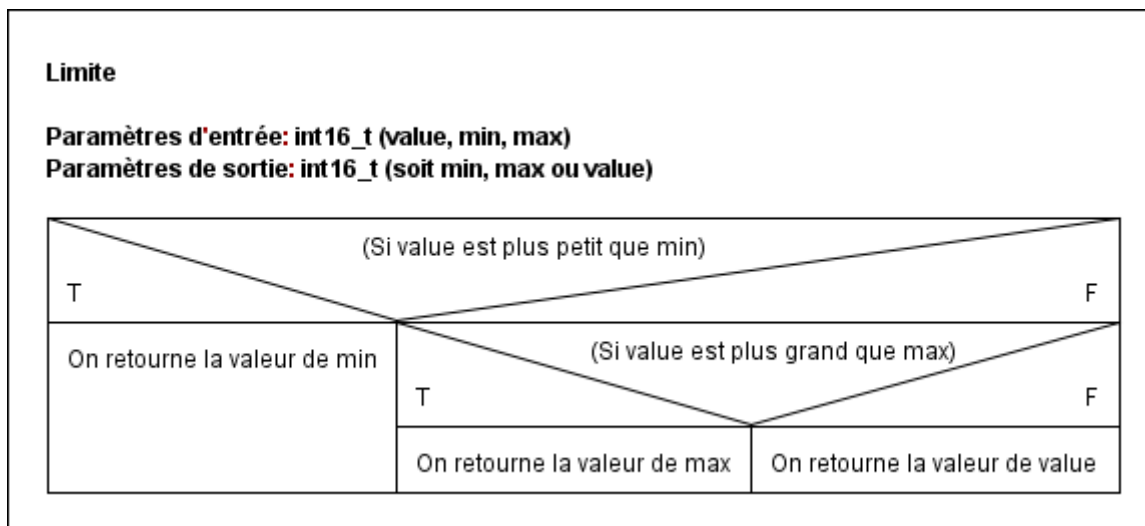 Limite
Paramètres d'entrée: int16_t (value, min, max)
Paramètres de sortie: int16_t (soit min, max ou value)
(Si value est plus petit que min)
T
F
On retourne la valeur de min
(Si value est plus grand que max)
T
F
On retourne la valeur de max
On retourne la valeur de value